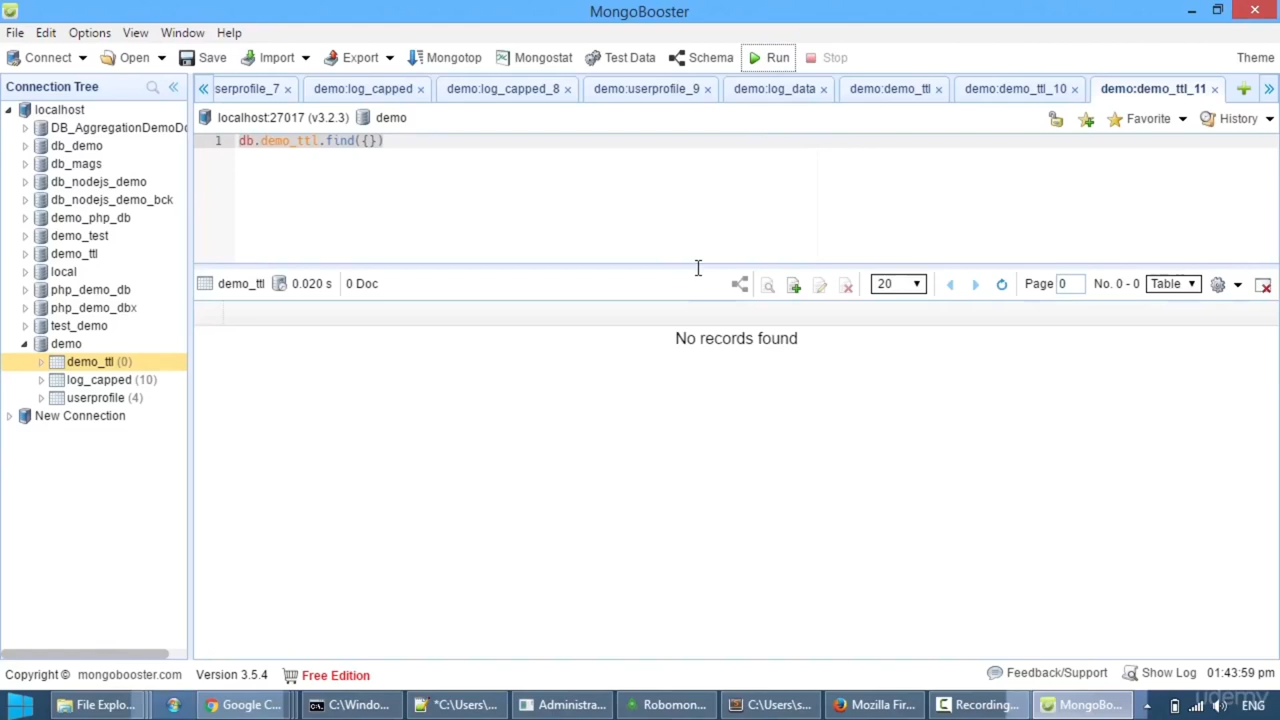 MongoBooster
File Edit Options View Window Help
Connect Open Save Import Export Mongotop Mongostat Test Data Schema Run Stop Theme
Connection Tree
serprofile_7 demo:log_capped demo:log_capped_8 demo:userprofile_9 demo:log_data demo:demo_ttl demo:demo_ttl_10 demo:demo_ttl_11
localhost:27017 (v3.2.3) demo Favorite History
1 db.demo_ttl.find({})
localhost
DB_AggregationDemoDo
db_demo
db_mags
db_nodejs_demo
db_nodejs_demo_bck
demo_php_db
demo_test
demo_ttl
local
php_demo_db
php_demo_dbx
test_demo
demo
demo_ttl (0)
log_capped (10)
userprofile (4)
New Connection
demo_ttl 0.020 s 0 Doc 20 Page 0 No. 0 - 0 Table
No records found
Copyright © mongobooster.com Version 3.5.4 Free Edition Feedback/Support Show Log 01:43:59 pm
File Explo... Google C... C:\Windo... *C:\Users\... Administra... Robomon... C:\Users\s... Mozilla Fir... Recording... MongoBo... ENG
udemy